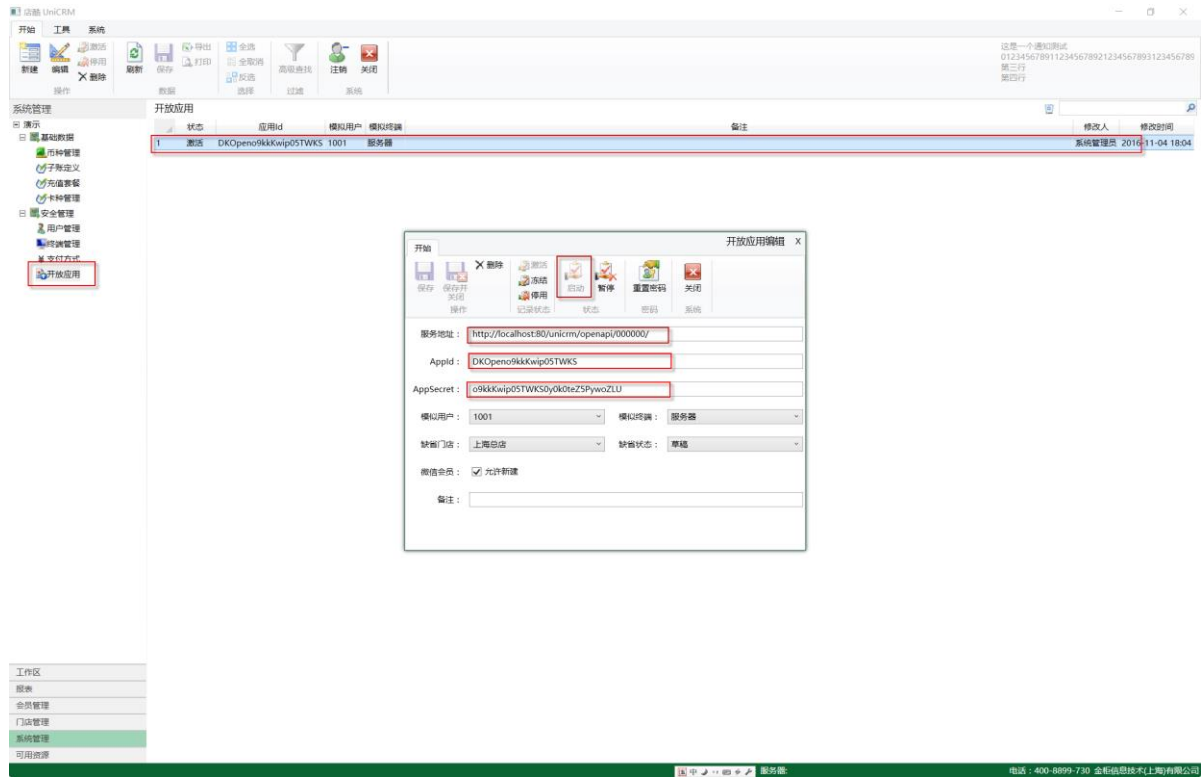 店酷 UniCRM
开始 工具 系统
新建 编辑 激活 停用 删除 刷新 保存 导出 打印 全选 全取消 反选 高级查找 注销 关闭
操作 数据 选择 过滤 系统
这是一个通知测试
0123456789112345678921234567893123456789
第三行
第四行
系统管理
演示
基础数据
币种管理
子账定义
充值套餐
卡种管理
安全管理
用户管理
终端管理
支付方式
开放应用
开放应用
状态 应用Id 模拟用户 模拟终端 备注 修改人 修改时间
1 激活 DKOpeno9kkKwip05TWKS 1001 服务器 系统管理员 2016-11-04 18:04
开放应用编辑 X
开始
保存 保存并关闭 删除 激活 冻结 停用 启动 暂停 重置密码 关闭
操作 记录状态 状态 密码 系统
服务地址： http://localhost:80/unicrm/openapi/000000/
AppId： DKOpeno9kkKwip05TWKS
AppSecret： o9kkKwip05TWKS0y0k0teZ5PywoZLU
模拟用户： 1001 模拟终端： 服务器
缺省门店： 上海总店 缺省状态： 草稿
微信会员： 允许新建
备注：
工作区
报表
会员管理
门店管理
系统管理
可用资源
中 服务器: 电话：400-8899-730 金柜信息技术(上海)有限公司